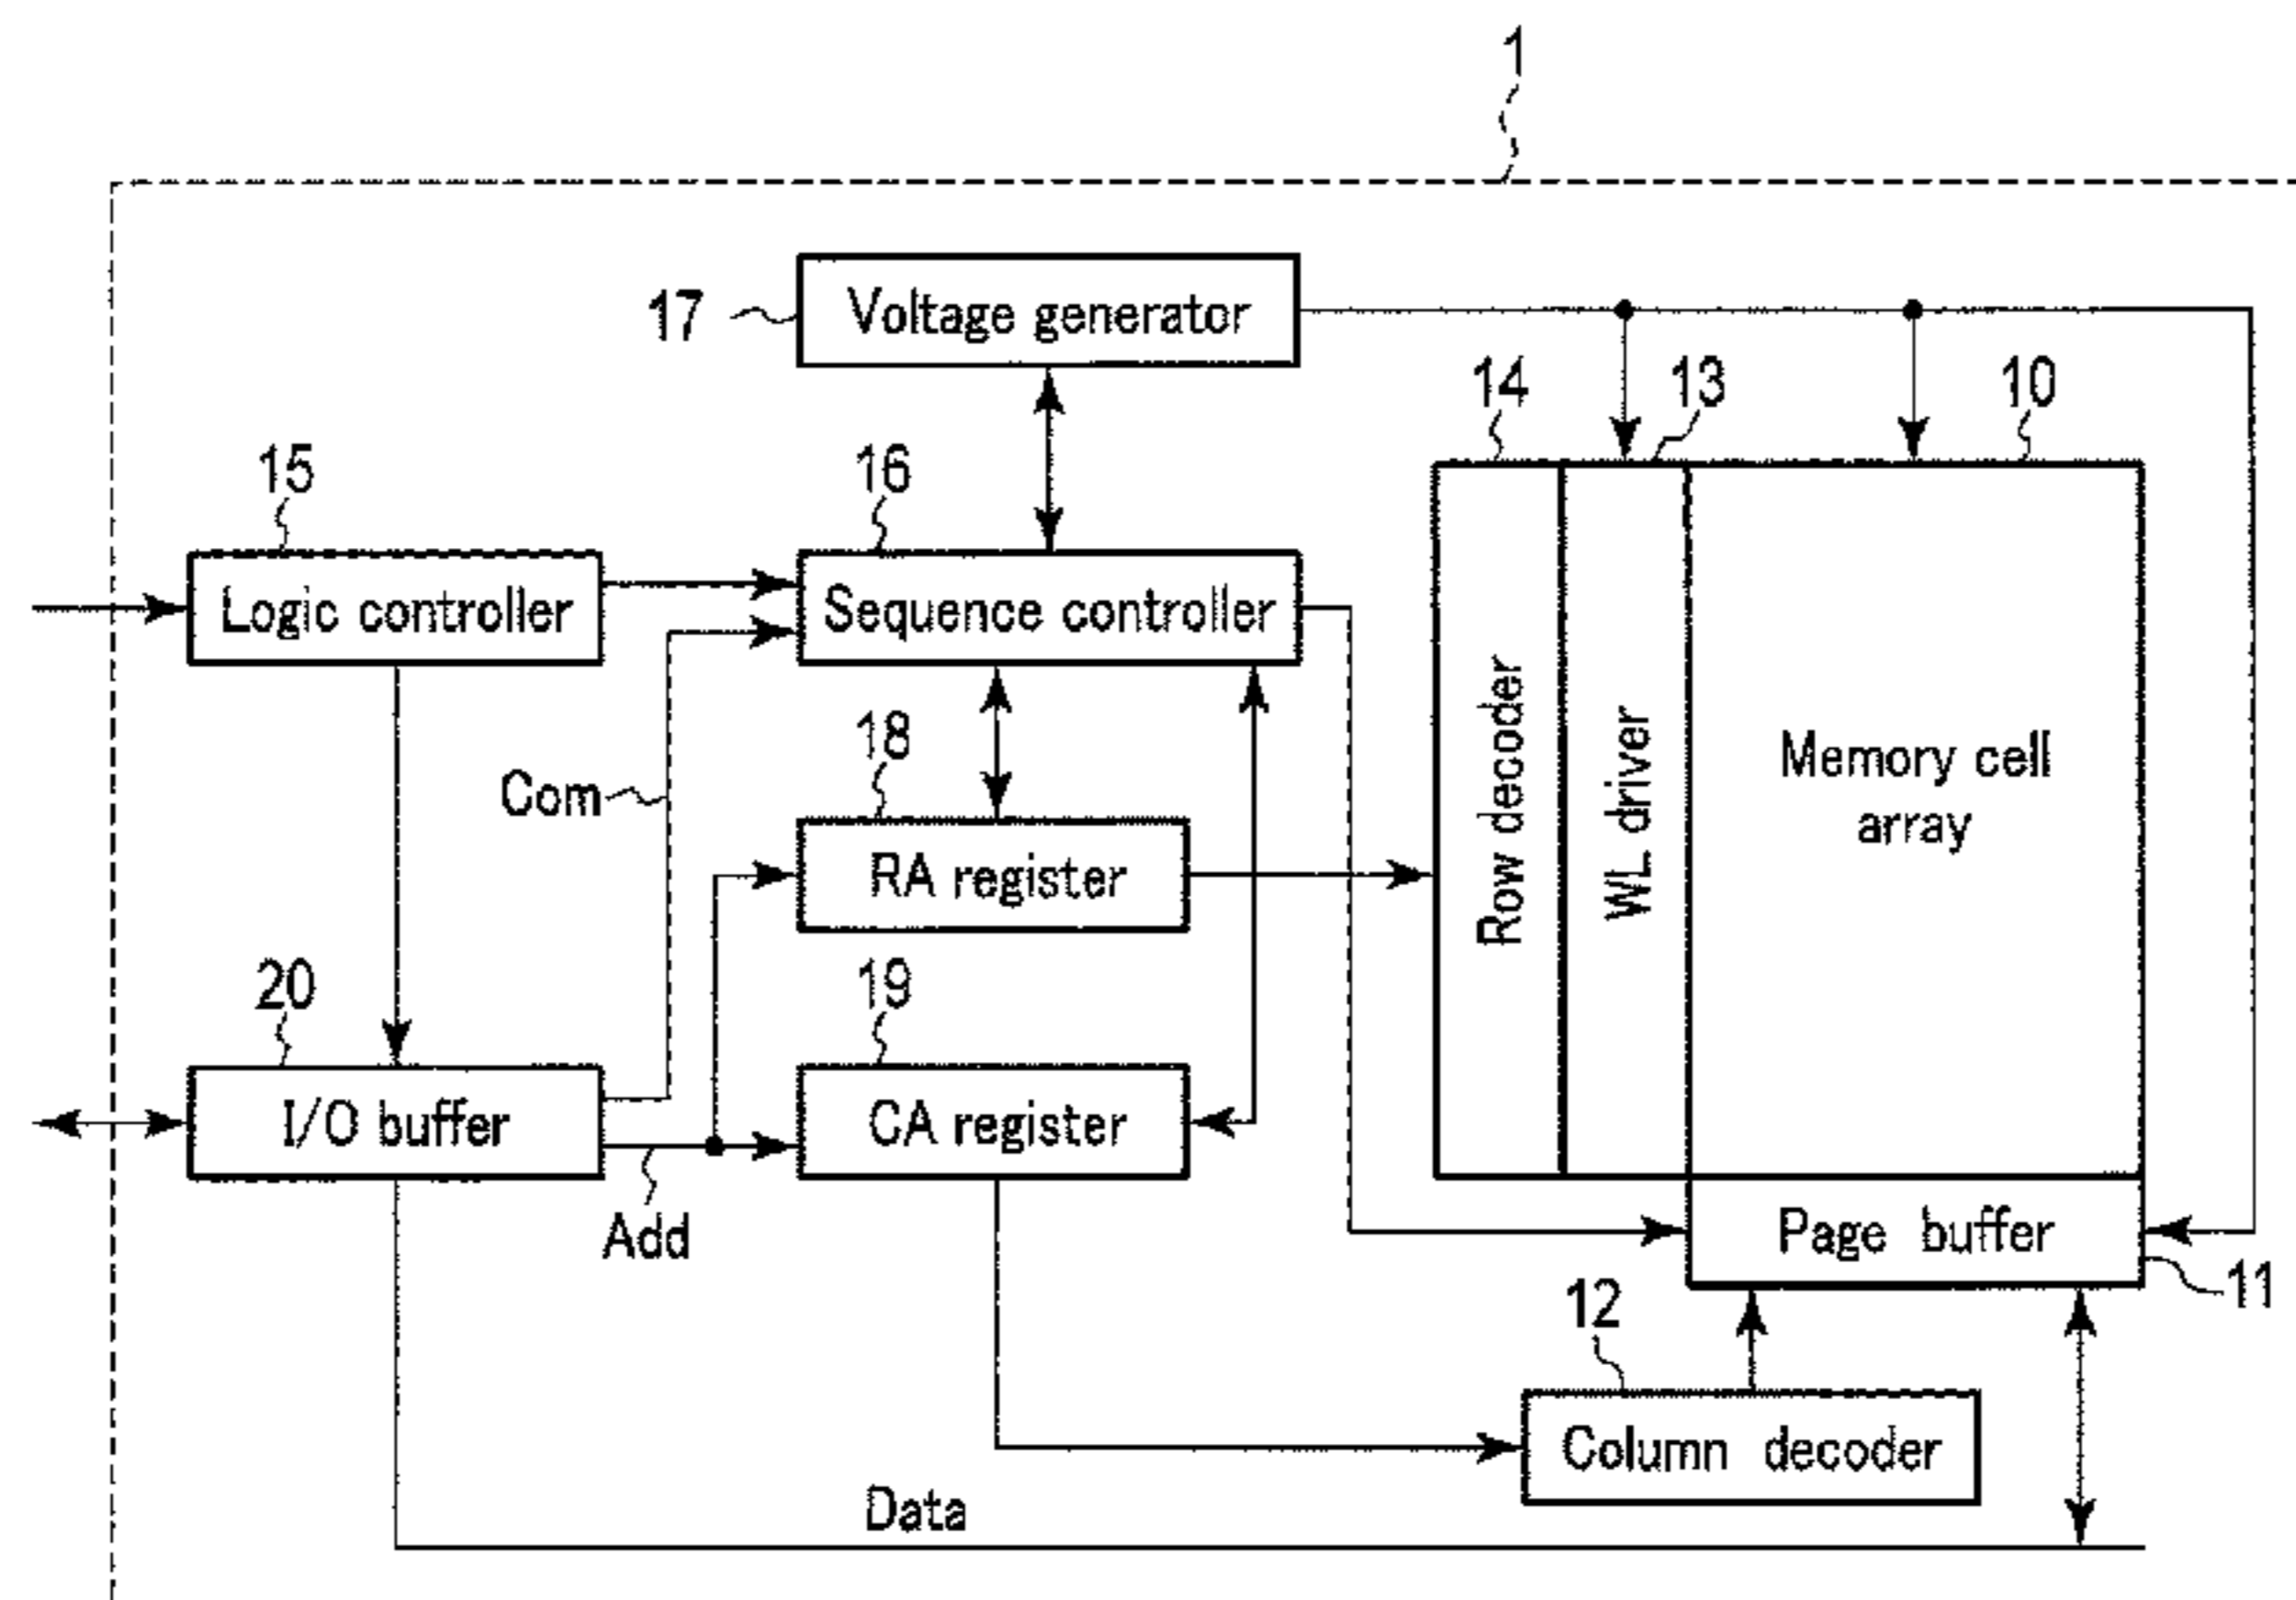 1
17
Voltage generator
14
13
10
15
16
Logic controller
Sequence controller
18
Com
Row decoder
WL driver
Memory cell
array
RA register
20
19
I/O buffer
CA register
Add
Page buffer
11
12
Column decoder
Data